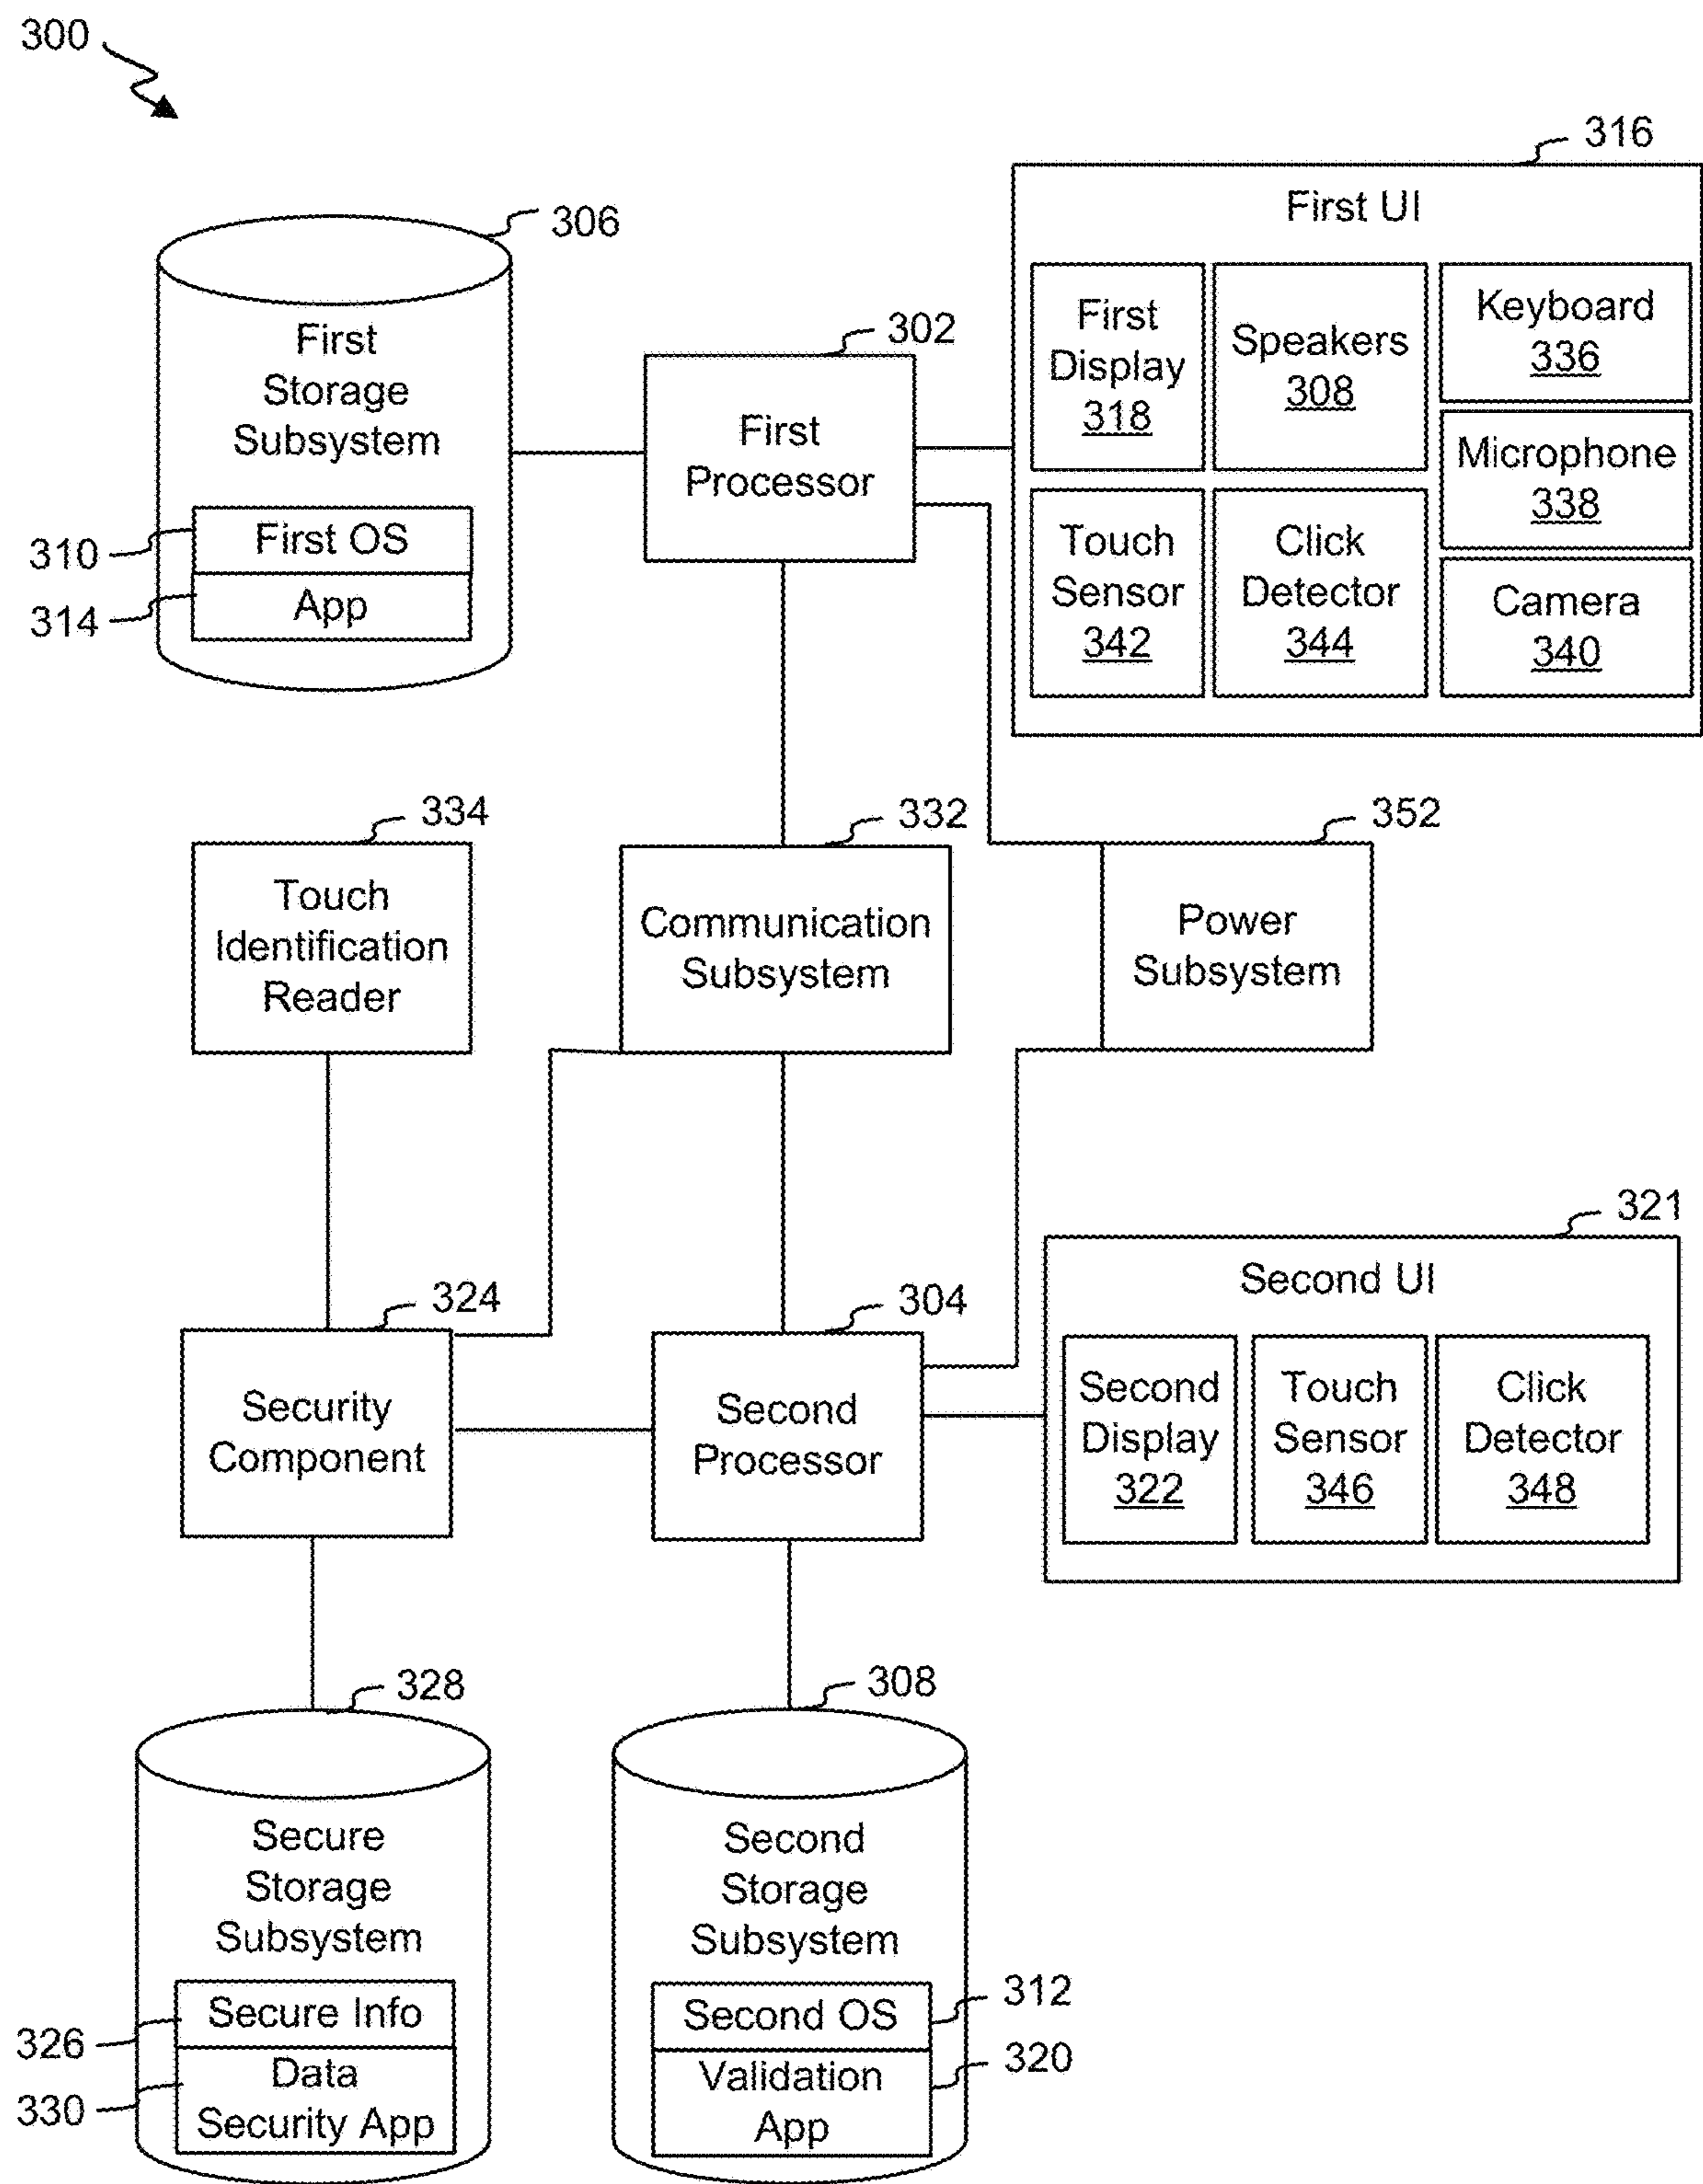 300
316
First UI
306
First
Storage
Subsystem
302
First
Processor
First
Display
318
Speakers
308
Keyboard
336
Microphone
338
Camera
340
Touch
Sensor
342
Click
Detector
344
310
First OS
314
App
334
Touch
Identification
Reader
332
Communication
Subsystem
352
Power
Subsystem
321
Second UI
324
Security
Component
304
Second
Processor
Second
Display
322
Touch
Sensor
346
Click
Detector
348
328
Secure
Storage
Subsystem
326
Secure Info
330
Data
Security App
308
Second
Storage
Subsystem
Second OS
312
Validation
App
320